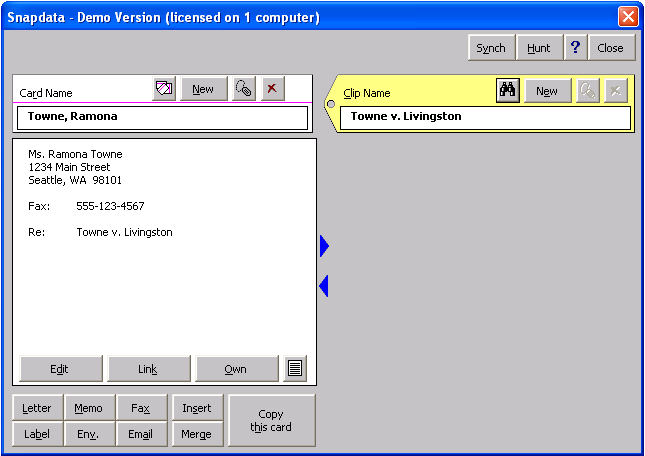 Snapdata - Demo Version (licensed on 1 computer)
Synch Hunt ? Close
Card Name New
Towne, Ramona
Clip Name New
Towne v. Livingston
Ms. Ramona Towne
1234 Main Street
Seattle, WA 98101
Fax: 555-123-4567
Re: Towne v. Livingston
Edit Link Own
Letter Memo Fax Insert
Label Env. Email Merge
Copy
this card